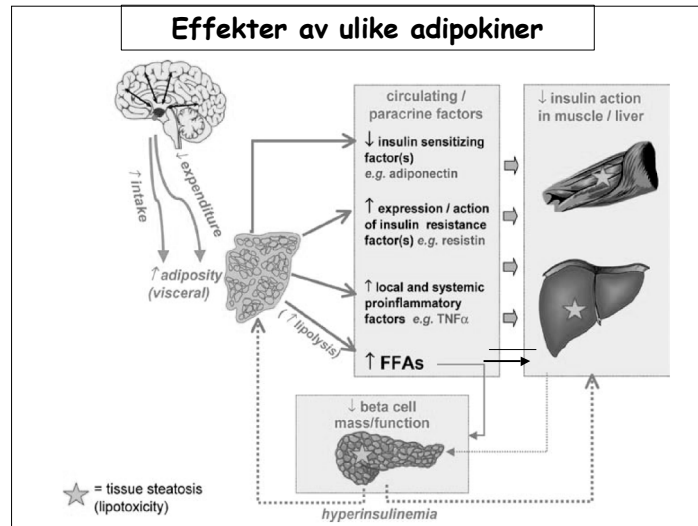 Effekter av ulike adipokiner
circulating /
paracrine factors
↓ insulin action
in muscle / liver
↓ insulin sensitizing
factor(s)
e.g. adiponectin
↑ expression / action
of insulin resistance
factor(s) e.g. resistin
↑ local and systemic
proinflammatory
factors e.g. TNFα
↑ FFAs
↑ intake
↓ expenditure
↑ adiposity
(visceral)
(↑ lipolysis)
↓ beta cell
mass/function
= tissue steatosis
(lipotoxicity)
hyperinsulinemia